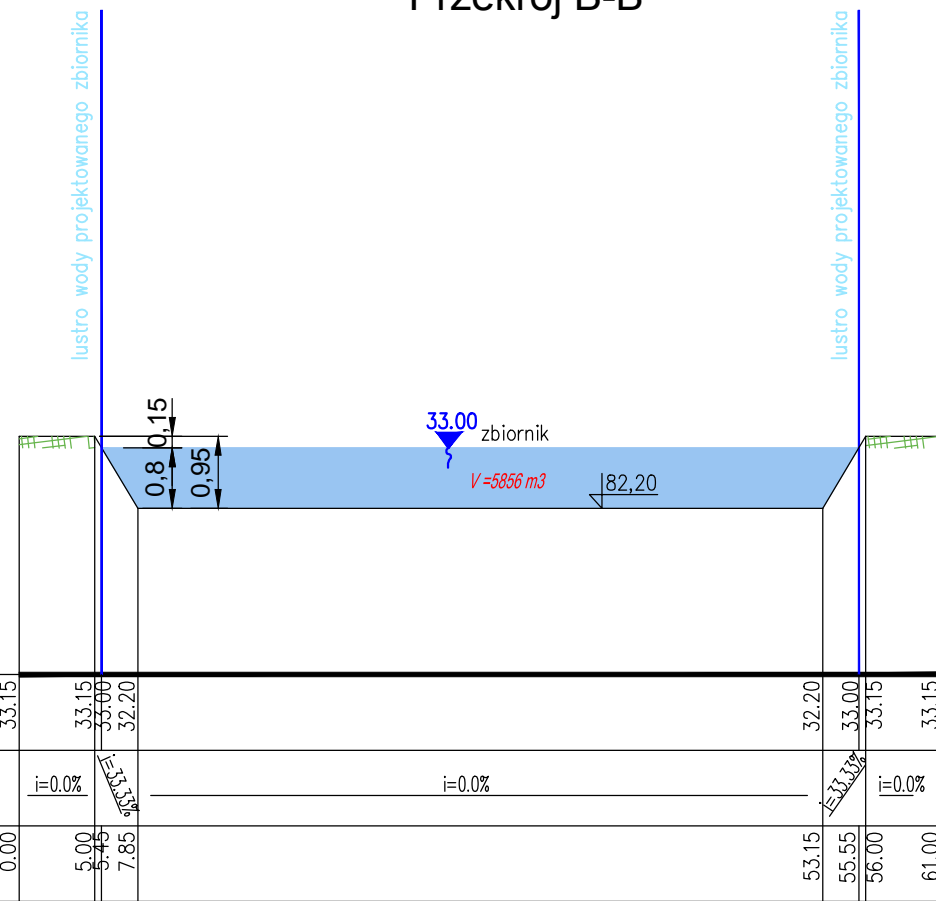 Przekrój B-B
lustro wody projektowanego zbiornika
lustro wody projektowanego zbiornika
0,15
0,8
0,95
33.00
zbiornik
V =5856 m3
82,20
33.15
33.15
33.00
32.20
32.20
33.00
33.15
33.15
i=0.0%
i=33.33%
i=0.0%
i=33.33%
i=0.0%
0.00
5.00
5.45
7.85
53.15
55.55
56.00
61.00